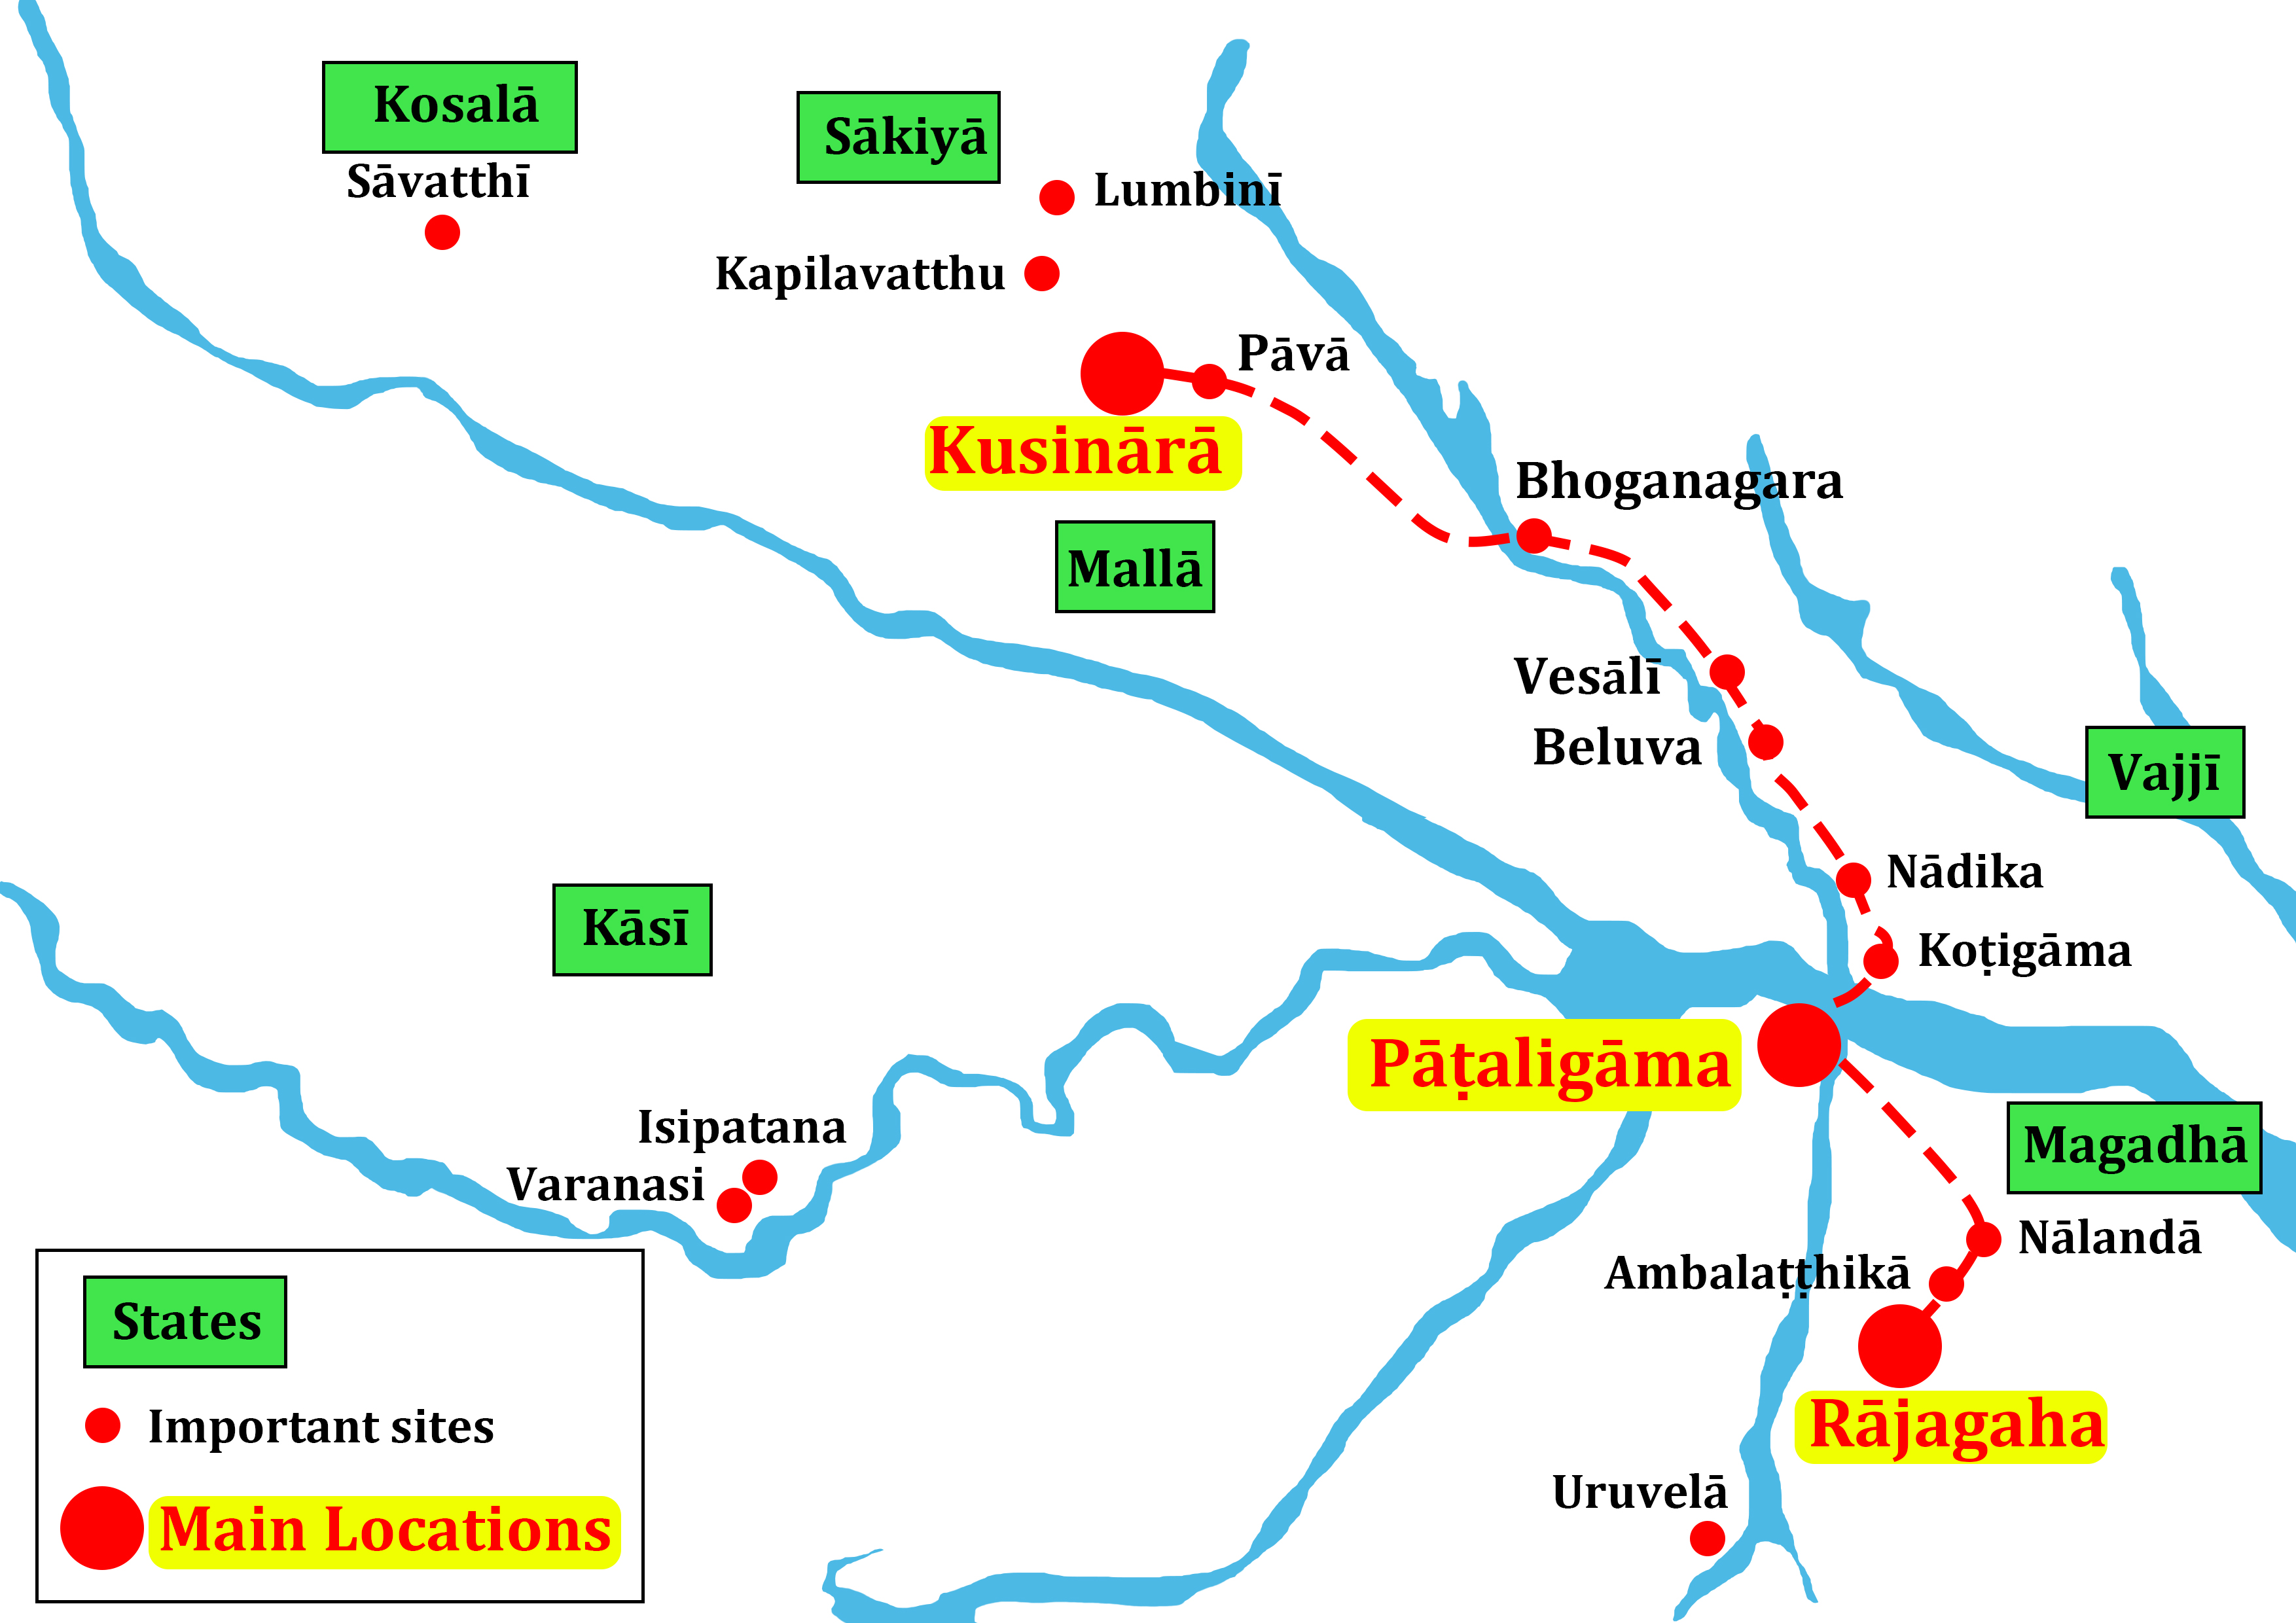 Kosalā
Sāvatthī
Sākiyā
Lumbinī
Kapilavatthu
Pāvā
Kusinārā
Bhoganagara
Mallā
Vesālī
Beluva
Vajjī
Nādika
Koṭigāma
Kāsī
Pāṭaligāma
Isipatana
Varanasi
Magadhā
Nālandā
Ambalaṭṭhikā
Rājagaha
Uruvelā
States
Important sites
Main Locations